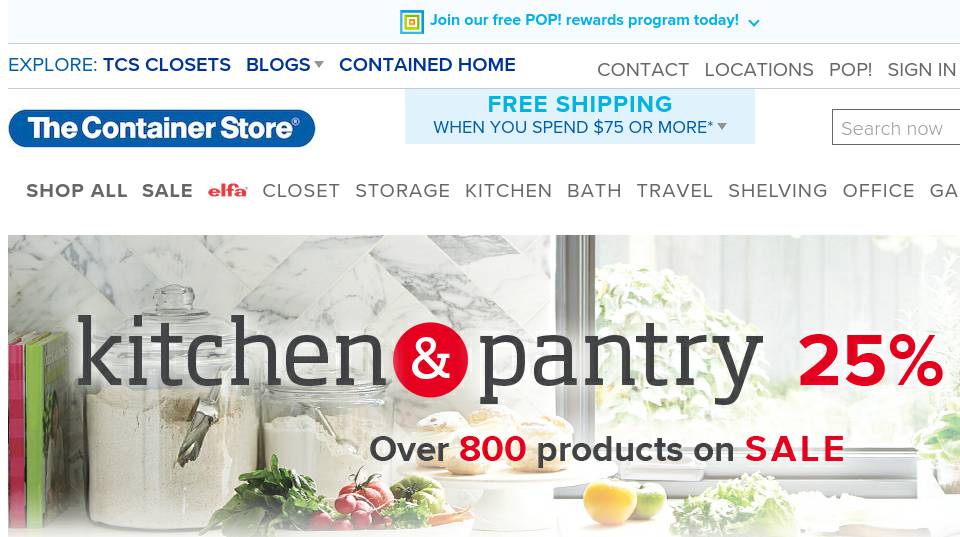 Join our free POP! rewards program today!
EXPLORE: TCS CLOSETS BLOGS CONTAINED HOME
CONTACT LOCATIONS POP! SIGN IN
FREE SHIPPING
WHEN YOU SPEND $75 OR MORE*
The Container Store®
Search now
SHOP ALL SALE elfa CLOSET STORAGE KITCHEN BATH TRAVEL SHELVING OFFICE GA
kitchen & pantry 25%
Over 800 products on SALE